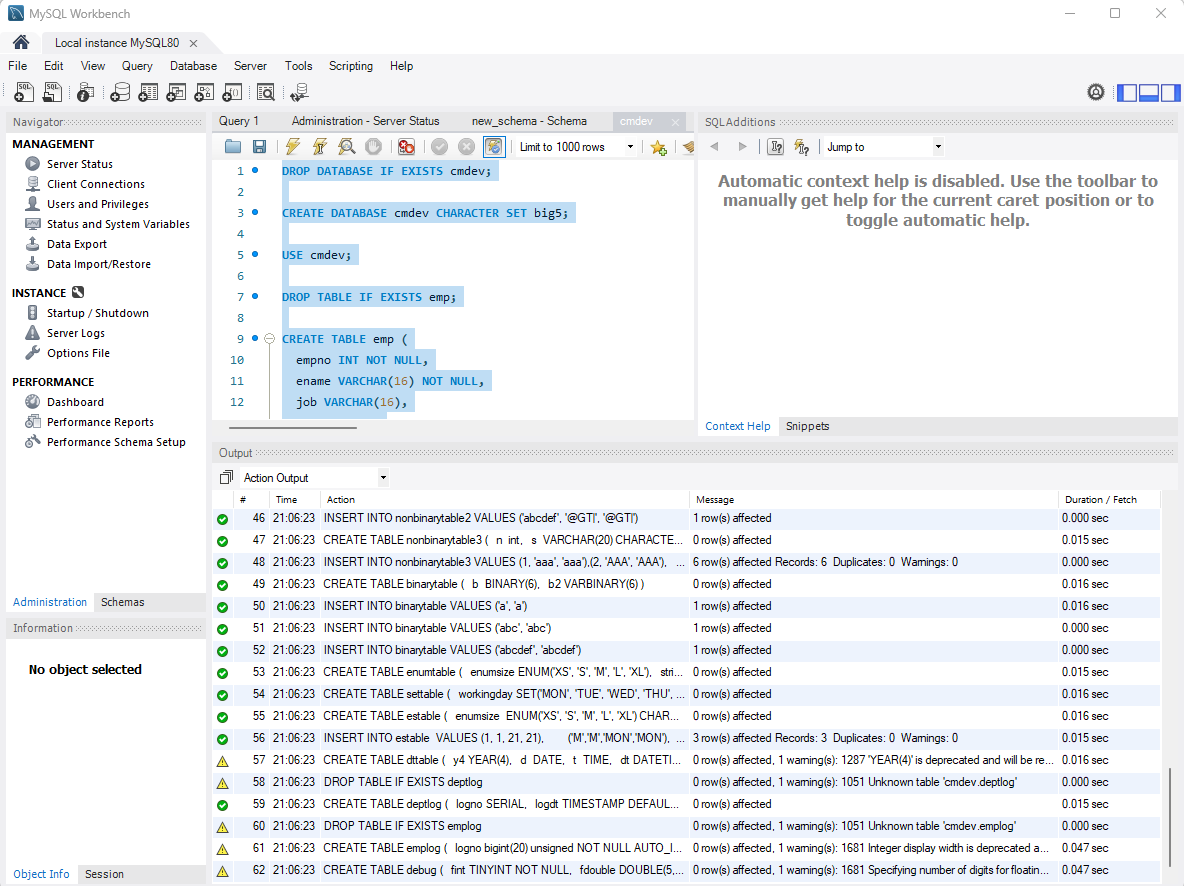 MySQL Workbench
Local instance MySQL80
File Edit View Query Database Server Tools Scripting Help
Navigator
MANAGEMENT
Server Status
Client Connections
Users and Privileges
Status and System Variables
Data Export
Data Import/Restore
INSTANCE
Startup / Shutdown
Server Logs
Options File
PERFORMANCE
Dashboard
Performance Reports
Performance Schema Setup
Administration Schemas
Information
No object selected
Object Info Session
Query 1 Administration - Server Status new_schema - Schema cmdev
Limit to 1000 rows
1 DROP DATABASE IF EXISTS cmdev;
2
3 CREATE DATABASE cmdev CHARACTER SET big5;
4
5 USE cmdev;
6
7 DROP TABLE IF EXISTS emp;
8
9 CREATE TABLE emp (
10 empno INT NOT NULL,
11 ename VARCHAR(16) NOT NULL,
12 job VARCHAR(16),
SQLAdditions
Jump to
Automatic context help is disabled. Use the toolbar to
manually get help for the current caret position or to
toggle automatic help.
Context Help Snippets
Output
Action Output
# Time Action Message Duration / Fetch
46 21:06:23 INSERT INTO nonbinarytable2 VALUES ('abcdef', '@GT|', '@GT|') 1 row(s) affected 0.000 sec
47 21:06:23 CREATE TABLE nonbinarytable3 ( n int, s VARCHAR(20) CHARACTE... 0 row(s) affected 0.015 sec
48 21:06:23 INSERT INTO nonbinarytable3 VALUES (1, 'aaa', 'aaa'),(2, 'AAA', 'AAA'), ... 6 row(s) affected Records: 6 Duplicates: 0 Warnings: 0 0.000 sec
49 21:06:23 CREATE TABLE binarytable ( b BINARY(6), b2 VARBINARY(6) ) 0 row(s) affected 0.016 sec
50 21:06:23 INSERT INTO binarytable VALUES ('a', 'a') 1 row(s) affected 0.016 sec
51 21:06:23 INSERT INTO binarytable VALUES ('abc', 'abc') 1 row(s) affected 0.000 sec
52 21:06:23 INSERT INTO binarytable VALUES ('abcdef', 'abcdef') 1 row(s) affected 0.000 sec
53 21:06:23 CREATE TABLE enumtable ( enumsize ENUM('XS', 'S', 'M', 'L', 'XL'), stri... 0 row(s) affected 0.015 sec
54 21:06:23 CREATE TABLE settable ( workingday SET('MON', 'TUE', 'WED', 'THU', ... 0 row(s) affected 0.016 sec
55 21:06:23 CREATE TABLE estable ( enumsize ENUM('XS', 'S', 'M', 'L', 'XL') CHAR... 0 row(s) affected 0.016 sec
56 21:06:23 INSERT INTO estable VALUES (1, 1, 21, 21), ('M','M','MON','MON'), ... 3 row(s) affected Records: 3 Duplicates: 0 Warnings: 0 0.015 sec
57 21:06:23 CREATE TABLE dttable ( y4 YEAR(4), d DATE, t TIME, dt DATETI... 0 row(s) affected, 1 warning(s): 1287 'YEAR(4)' is deprecated and will be re... 0.016 sec
58 21:06:23 DROP TABLE IF EXISTS deptlog 0 row(s) affected, 1 warning(s): 1051 Unknown table 'cmdev.deptlog' 0.000 sec
59 21:06:23 CREATE TABLE deptlog ( logno SERIAL, logdt TIMESTAMP DEFAUL... 0 row(s) affected 0.015 sec
60 21:06:23 DROP TABLE IF EXISTS emplog 0 row(s) affected, 1 warning(s): 1051 Unknown table 'cmdev.emplog' 0.000 sec
61 21:06:23 CREATE TABLE emplog ( logno bigint(20) unsigned NOT NULL AUTO_I... 0 row(s) affected, 1 warning(s): 1681 Integer display width is deprecated a... 0.047 sec
62 21:06:23 CREATE TABLE debug ( fint TINYINT NOT NULL, fdouble DOUBLE(5,... 0 row(s) affected, 1 warning(s): 1681 Specifying number of digits for floatin... 0.047 sec